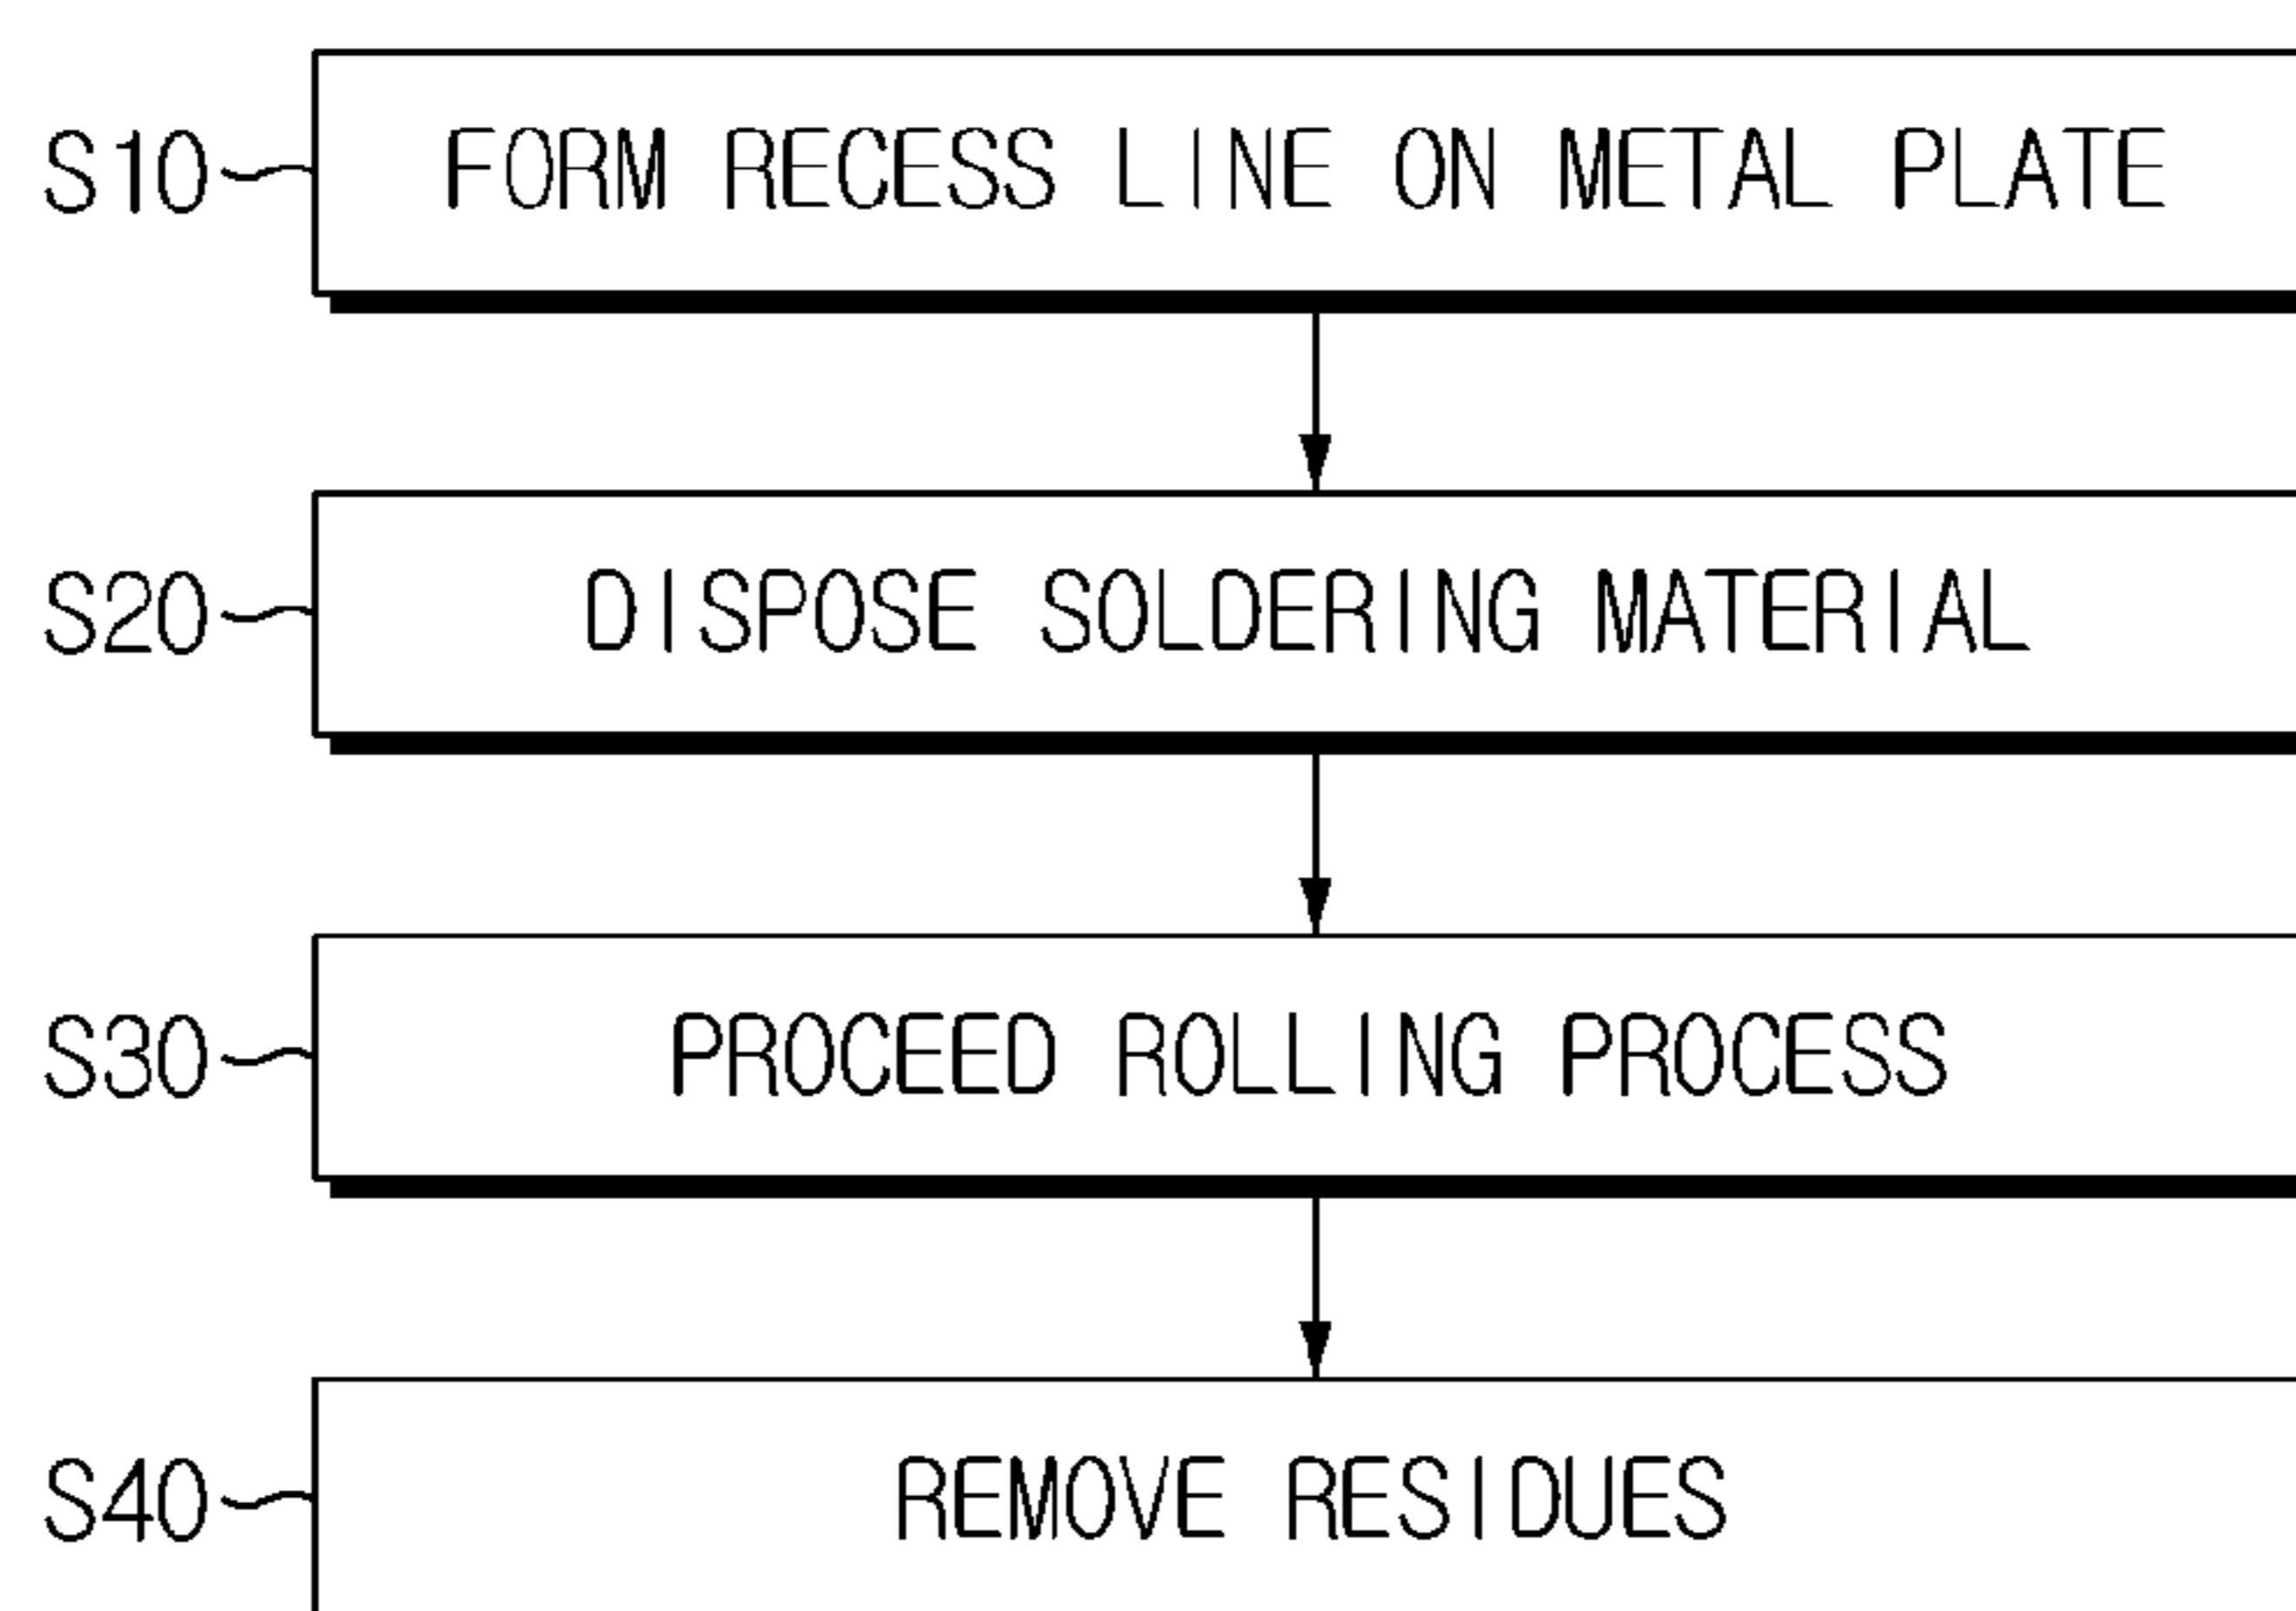 S10 FORM RECESS LINE ON METAL PLATE
S20 DISPOSE SOLDERING MATERIAL
S30 PROCEED ROLLING PROCESS
S40 REMOVE RESIDUES